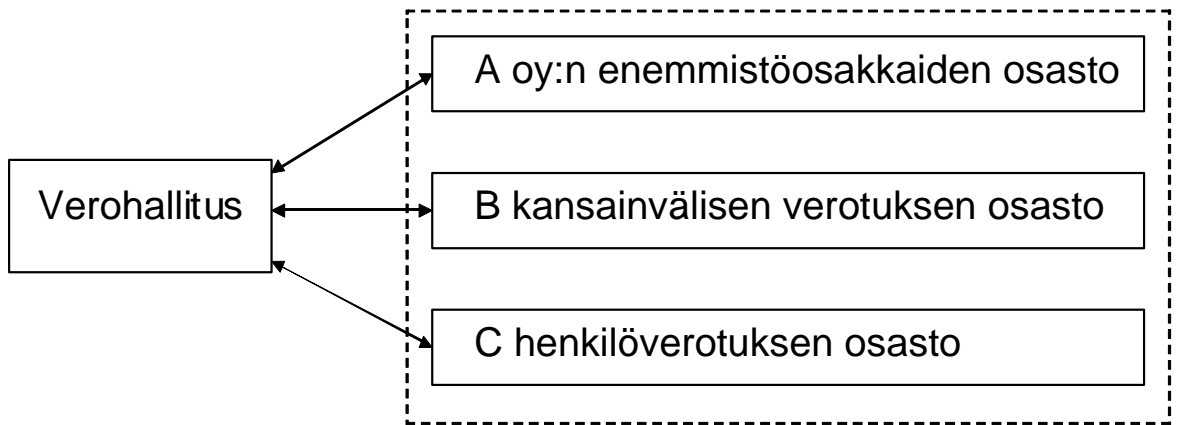 A oy:n enemmistöosakkaiden osasto
Verohallitus
B kansainvälisen verotuksen osasto
C henkilöverotuksen osasto